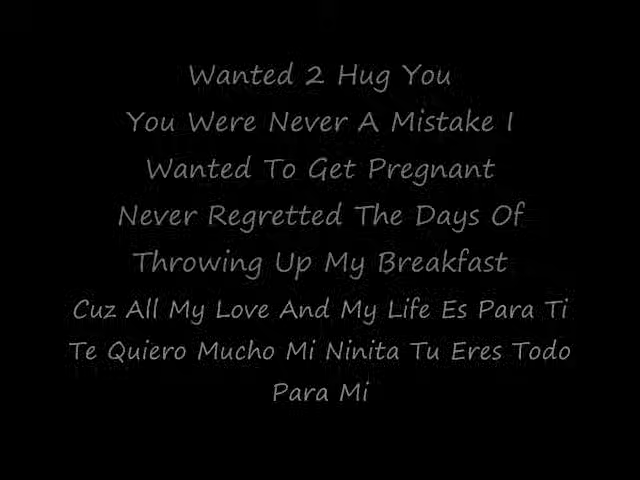 Wanted 2 Hug You
You Were Never A Mistake I
Wanted To Get Pregnant
Never Regretted The Days Of
Throwing Up My Breakfast
Cuz All My Love And My Life Es Para Ti
Te Quiero Mucho Mi Ninita Tu Eres Todo
Para Mi